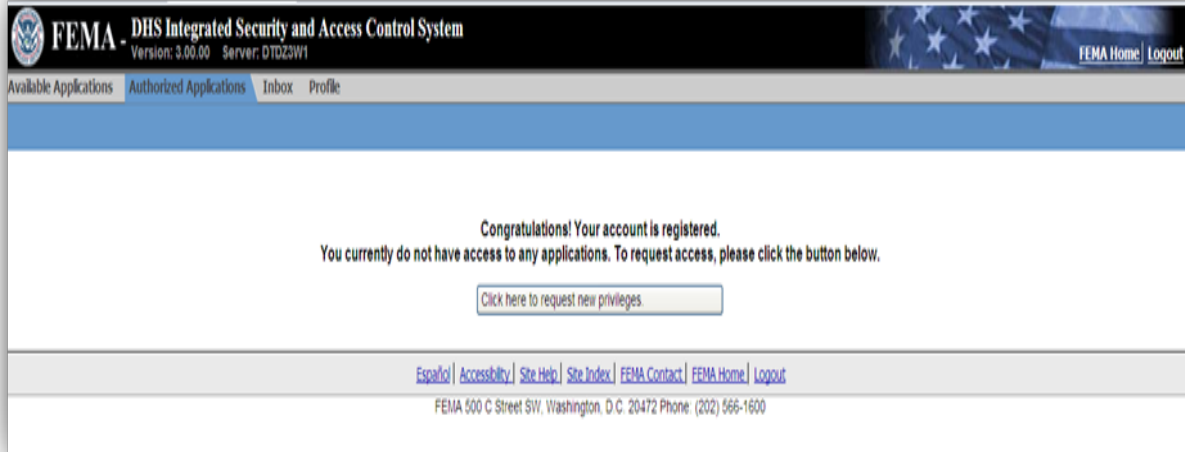 FEMA - DHS Integrated Security and Access Control System
Version: 3.00.00 Server: DTDZ3W1
FEMA Home| Logout
Available Applications Authorized Applications Inbox Profile
Congratulations! Your account is registered.
You currently do not have access to any applications. To request access, please click the button below.
Click here to request new privileges.
Español| Accessibility| Site Help| Site Index| FEMA Contact| FEMA Home| Logout
FEMA 500 C Street SW, Washington, D.C. 20472 Phone: (202) 566-1600